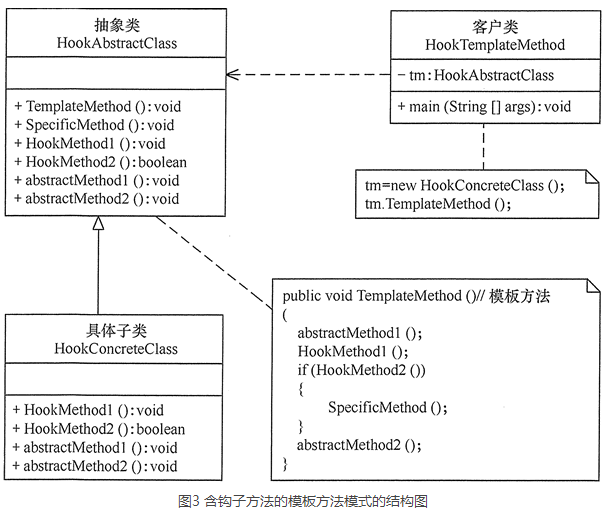 抽象类
HookAbstractClass
+ TemplateMethod ():void
+ SpecificMethod ():void
+ HookMethod1 ():void
+ HookMethod2 ():boolean
+ abstractMethod1 ():void
+ abstractMethod2 ():void
客户类
HookTemplateMethod
− tm:HookAbstractClass
+ main (String [] args):void
tm=new HookConcreteClass ();
tm.TemplateMethod ();
具体子类
HookConcreteClass
+ HookMethod1 ():void
+ HookMethod2 ():boolean
+ abstractMethod1 ():void
+ abstractMethod2 ():void
public void TemplateMethod ()// 模板方法
(
abstractMethod1 ();
HookMethod1 ();
if (HookMethod2 ())
{
SpecificMethod ();
}
abstractMethod2 ();
}
图3 含钩子方法的模板方法模式的结构图